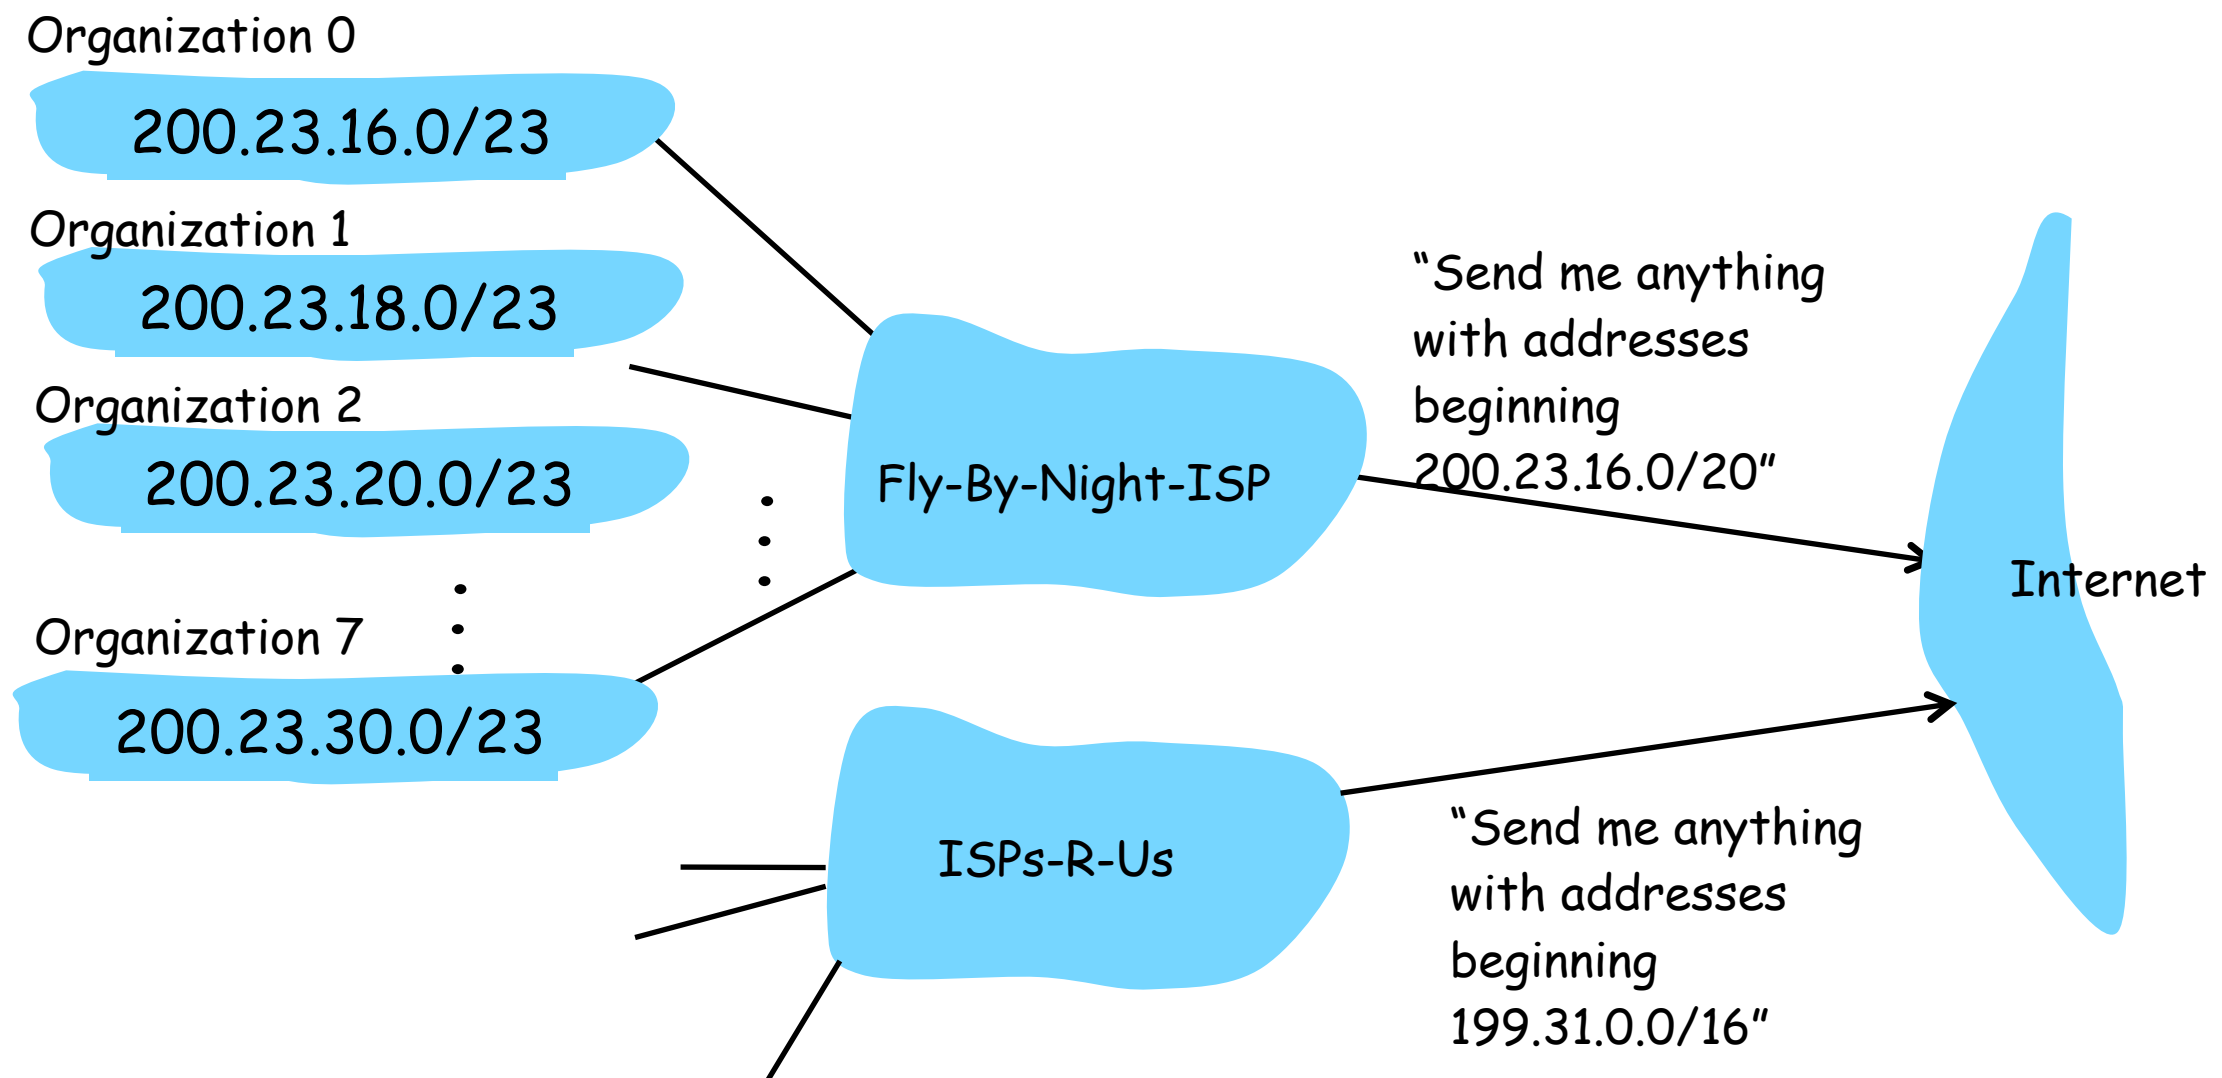 Organization 0
200.23.16.0/23
Organization 1
200.23.18.0/23
Organization 2
200.23.20.0/23
Organization 7
200.23.30.0/23
Fly-By-Night-ISP
“Send me anything
with addresses
beginning
200.23.16.0/20”
Internet
ISPs-R-Us
“Send me anything
with addresses
beginning
199.31.0.0/16”